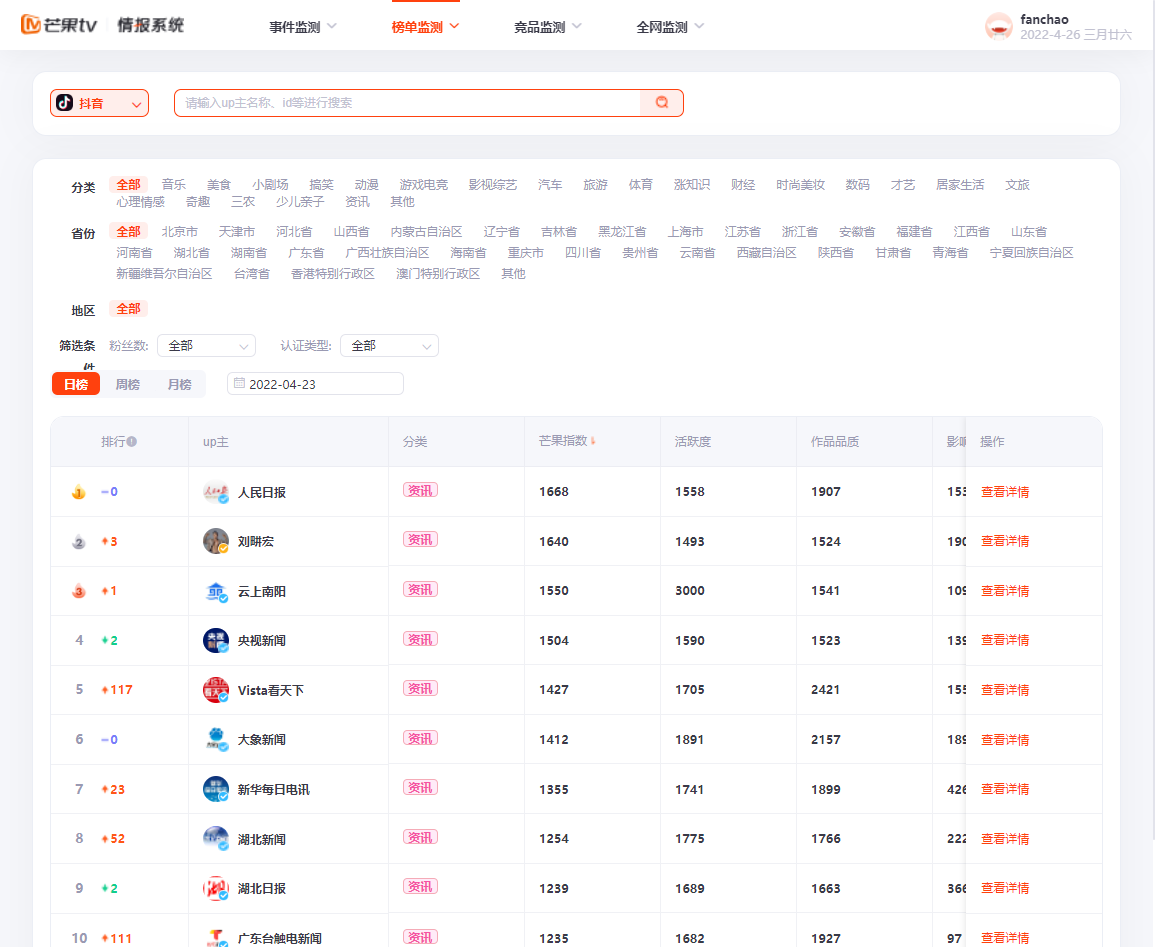 芒果tv 情报系统 事件监测 榜单监测 竞品监测 全网监测 fanchao
2022-4-26 三月廿六
抖音 请输入up主名称、id等进行搜索
分类 全部 音乐 美食 小剧场 搞笑 动漫 游戏电竞 影视综艺 汽车 旅游 体育 涨知识 财经 时尚美妆 数码 才艺 居家生活 文旅
心理情感 奇趣 三农 少儿亲子 资讯 其他
省份 全部 北京市 天津市 河北省 山西省 内蒙古自治区 辽宁省 吉林省 黑龙江省 上海市 江苏省 浙江省 安徽省 福建省 江西省 山东省
河南省 湖北省 湖南省 广东省 广西壮族自治区 海南省 重庆市 四川省 贵州省 云南省 西藏自治区 陕西省 甘肃省 青海省 宁夏回族自治区
新疆维吾尔自治区 台湾省 香港特别行政区 澳门特别行政区 其他
地区 全部
筛选条件 粉丝数: 全部 认证类型: 全部
日榜 周榜 月榜 2022-04-23
排行 up主 分类 芒果指数 活跃度 作品品质 影响 操作
1 0 人民日报 资讯 1668 1558 1907 153 查看详情
2 3 刘畊宏 资讯 1640 1493 1524 190 查看详情
3 1 云上南阳 资讯 1550 3000 1541 109 查看详情
4 2 央视新闻 资讯 1504 1590 1523 139 查看详情
5 117 Vista看天下 资讯 1427 1705 2421 155 查看详情
6 0 大象新闻 资讯 1412 1891 2157 189 查看详情
7 23 新华每日电讯 资讯 1355 1741 1899 426 查看详情
8 52 湖北新闻 资讯 1254 1775 1766 222 查看详情
9 2 湖北日报 资讯 1239 1689 1663 366 查看详情
10 111 广东台触电新闻 资讯 1235 1682 1927 97 查看详情